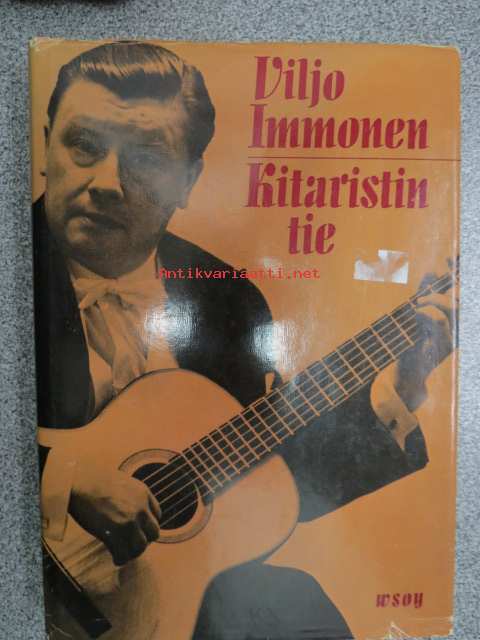 Viljo
Immonen
Kitaristin
tie
Antikvariaatti.net
wsoy